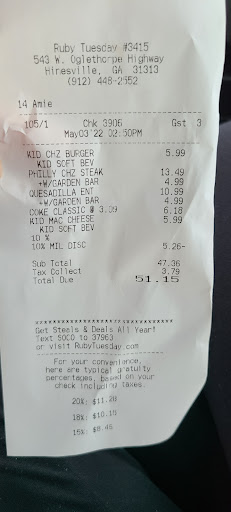 Ruby Tuesday #3415
543 W. Oglethorpe Highway
Hinesville, GA 31313
(912) 448-2552
14 Amie
105/1 Chk 3906 Gst 3
May03'22 02:50PM
KID CHZ BURGER 5.99
KID SOFT BEV
PHILLY CHZ STEAK 13.49
+W/GARDEN BAR 4.99
QUESADILLA ENT 10.99
+W/GARDEN BAR 4.99
COKE CLASSIC @ 3.09 6.18
KID MAC CHEESE 5.99
KID SOFT BEV
10 %
10% MIL DISC 5.26-
Sub Total 47.36
Tax Collect 3.79
Total Due 51.15
Get Steals & Deals All Year!
Text SOCO to 37563
or visit RubyTuesday.com
For your convenience,
here are typical gratuity
percentages, based on your
check including taxes.
20%: $11.28
18%: $10.15
15%: $8.46